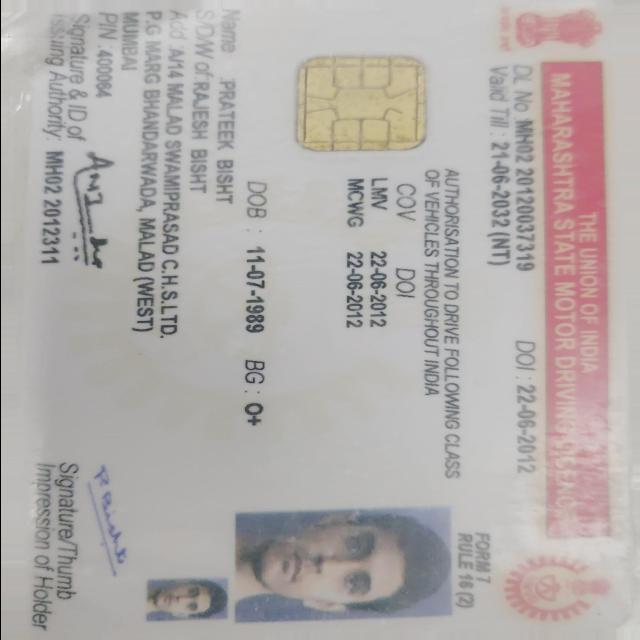 THE UNION OF INDIA
MAHARASHTRA STATE MOTOR DRIVING LICENCE
DL No MH02 20120037319 DOI : 22-06-2012
Valid Till : 21-06-2032 (NT)
FORM 7
RULE 16 (2)
AUTHORISATION TO DRIVE FOLLOWING CLASS
OF VEHICLES THROUGHOUT INDIA
COV DOI
LMV 22-06-2012
MCWG 22-06-2012
DOB : 11-07-1989 BG : O+
Name PRATEEK BISHT
S/D/W of RAJESH BISHT
Add A/14 MALAD SWAMIPRASAD C.H.S.LTD.
P.G MARG BHANDARWADA, MALAD (WEST)
MUMBAI
PIN 400064
Signature & ID of
Issuing Authority: MH02 2012311
Signature/Thumb
Impression of Holder